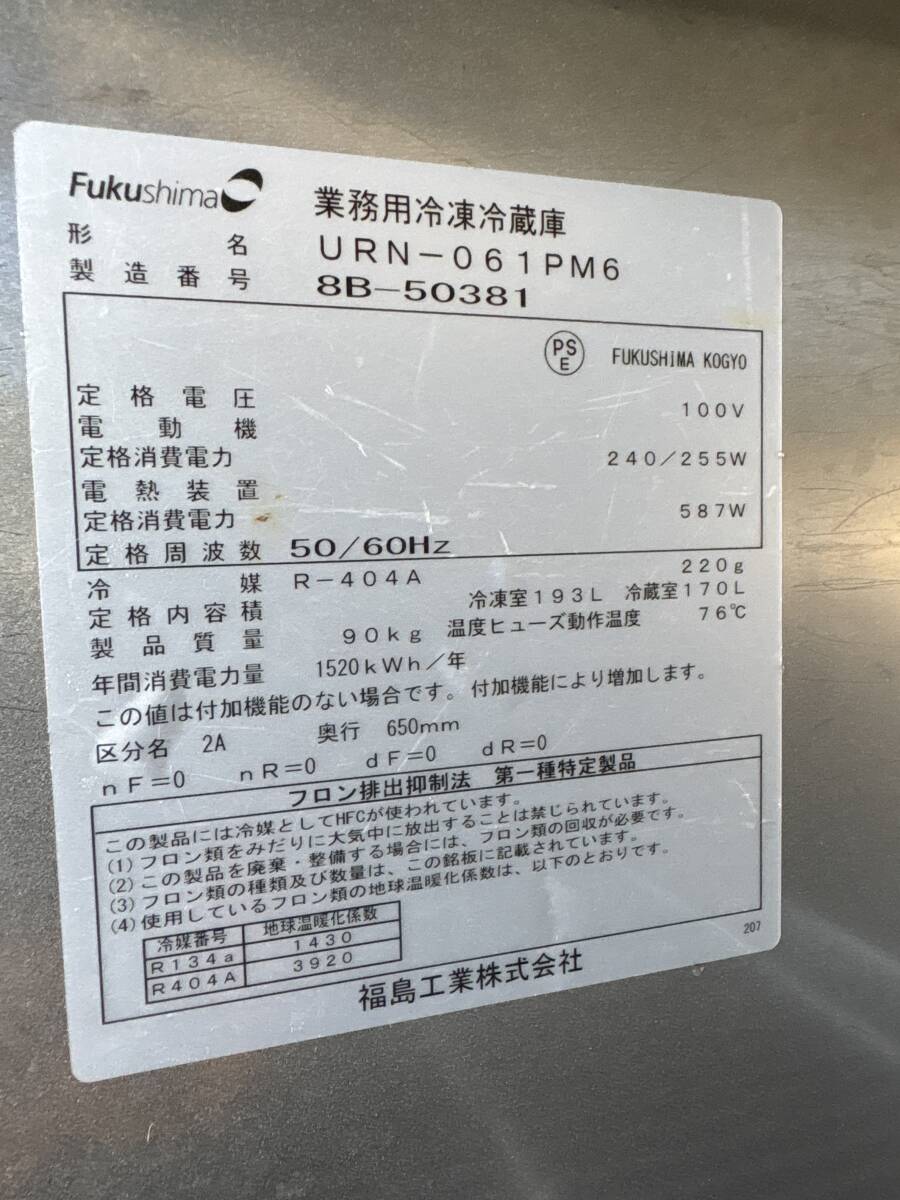 Fukushima
業務用冷凍冷蔵庫
形名 URN-061PM6
製造番号 8B-50381
PS
E
FUKUSHIMA KOGYO
定格電圧 100V
電動機
定格消費電力 240/255W
電熱装置
定格消費電力 587W
定格周波数 50/60Hz
冷媒 R-404A 220g
定格内容積 冷凍室193L 冷蔵室170L
製品質量 90kg 温度ヒューズ動作温度 76℃
年間消費電力量 1520kWh/年
この値は付加機能のない場合です。付加機能により増加します。
区分名 2A 奥行 650mm
nF=0 nR=0 dF=0 dR=0
フロン排出抑制法 第一種特定製品
この製品には冷媒としてHFCが使われています。
(1)フロン類をみだりに大気中に放出することは禁じられています。
(2)この製品を廃棄・整備する場合には、フロン類の回収が必要です。
(3)フロン類の種類及び数量は、この銘板に記載されています。
(4)使用しているフロン類の地球温暖化係数は、以下のとおりです。
冷媒番号 地球温暖化係数
R134a 1430
R404A 3920
207
福島工業株式会社